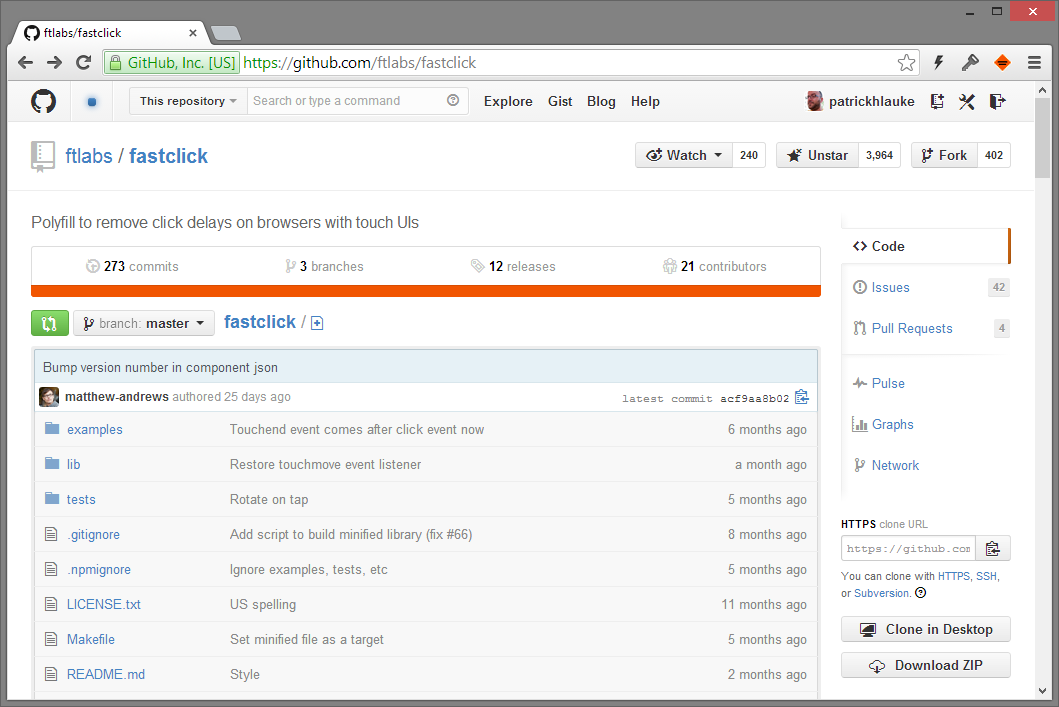 ftlabs/fastclick
GitHub, Inc. [US] https://github.com/ftlabs/fastclick
This repository Search or type a command Explore Gist Blog Help patrickhlauke
ftlabs / fastclick Watch 240 Unstar 3,964 Fork 402
Polyfill to remove click delays on browsers with touch UIs
273 commits 3 branches 12 releases 21 contributors
branch: master fastclick /
Bump version number in component json
matthew-andrews authored 25 days ago latest commit acf9aa8b02
examples Touchend event comes after click event now 6 months ago
lib Restore touchmove event listener a month ago
tests Rotate on tap 5 months ago
.gitignore Add script to build minified library (fix #66) 8 months ago
.npmignore Ignore examples, tests, etc 5 months ago
LICENSE.txt US spelling 11 months ago
Makefile Set minified file as a target 5 months ago
README.md Style 2 months ago
Code
Issues 42
Pull Requests 4
Pulse
Graphs
Network
HTTPS clone URL
https://github.com
You can clone with HTTPS, SSH,
or Subversion.
Clone in Desktop
Download ZIP